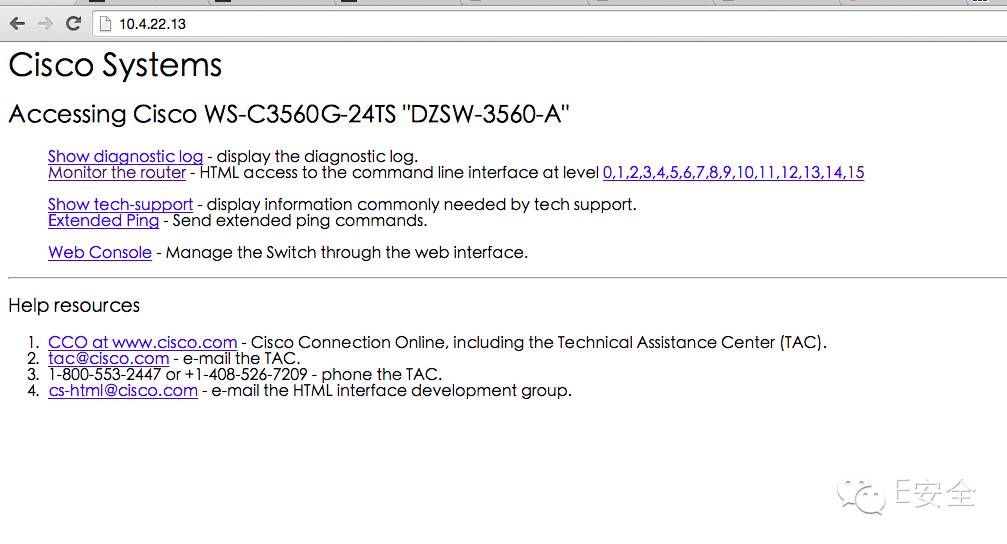 10.4.22.13
Cisco Systems
Accessing Cisco WS-C3560G-24TS "DZSW-3560-A"
Show diagnostic log - display the diagnostic log.
Monitor the router - HTML access to the command line interface at level 0,1,2,3,4,5,6,7,8,9,10,11,12,13,14,15
Show tech-support - display information commonly needed by tech support.
Extended Ping - Send extended ping commands.
Web Console - Manage the Switch through the web interface.
Help resources
1. CCO at www.cisco.com - Cisco Connection Online, including the Technical Assistance Center (TAC).
2. tac@cisco.com - e-mail the TAC.
3. 1-800-553-2447 or +1-408-526-7209 - phone the TAC.
4. cs-html@cisco.com - e-mail the HTML interface development group.
E安全